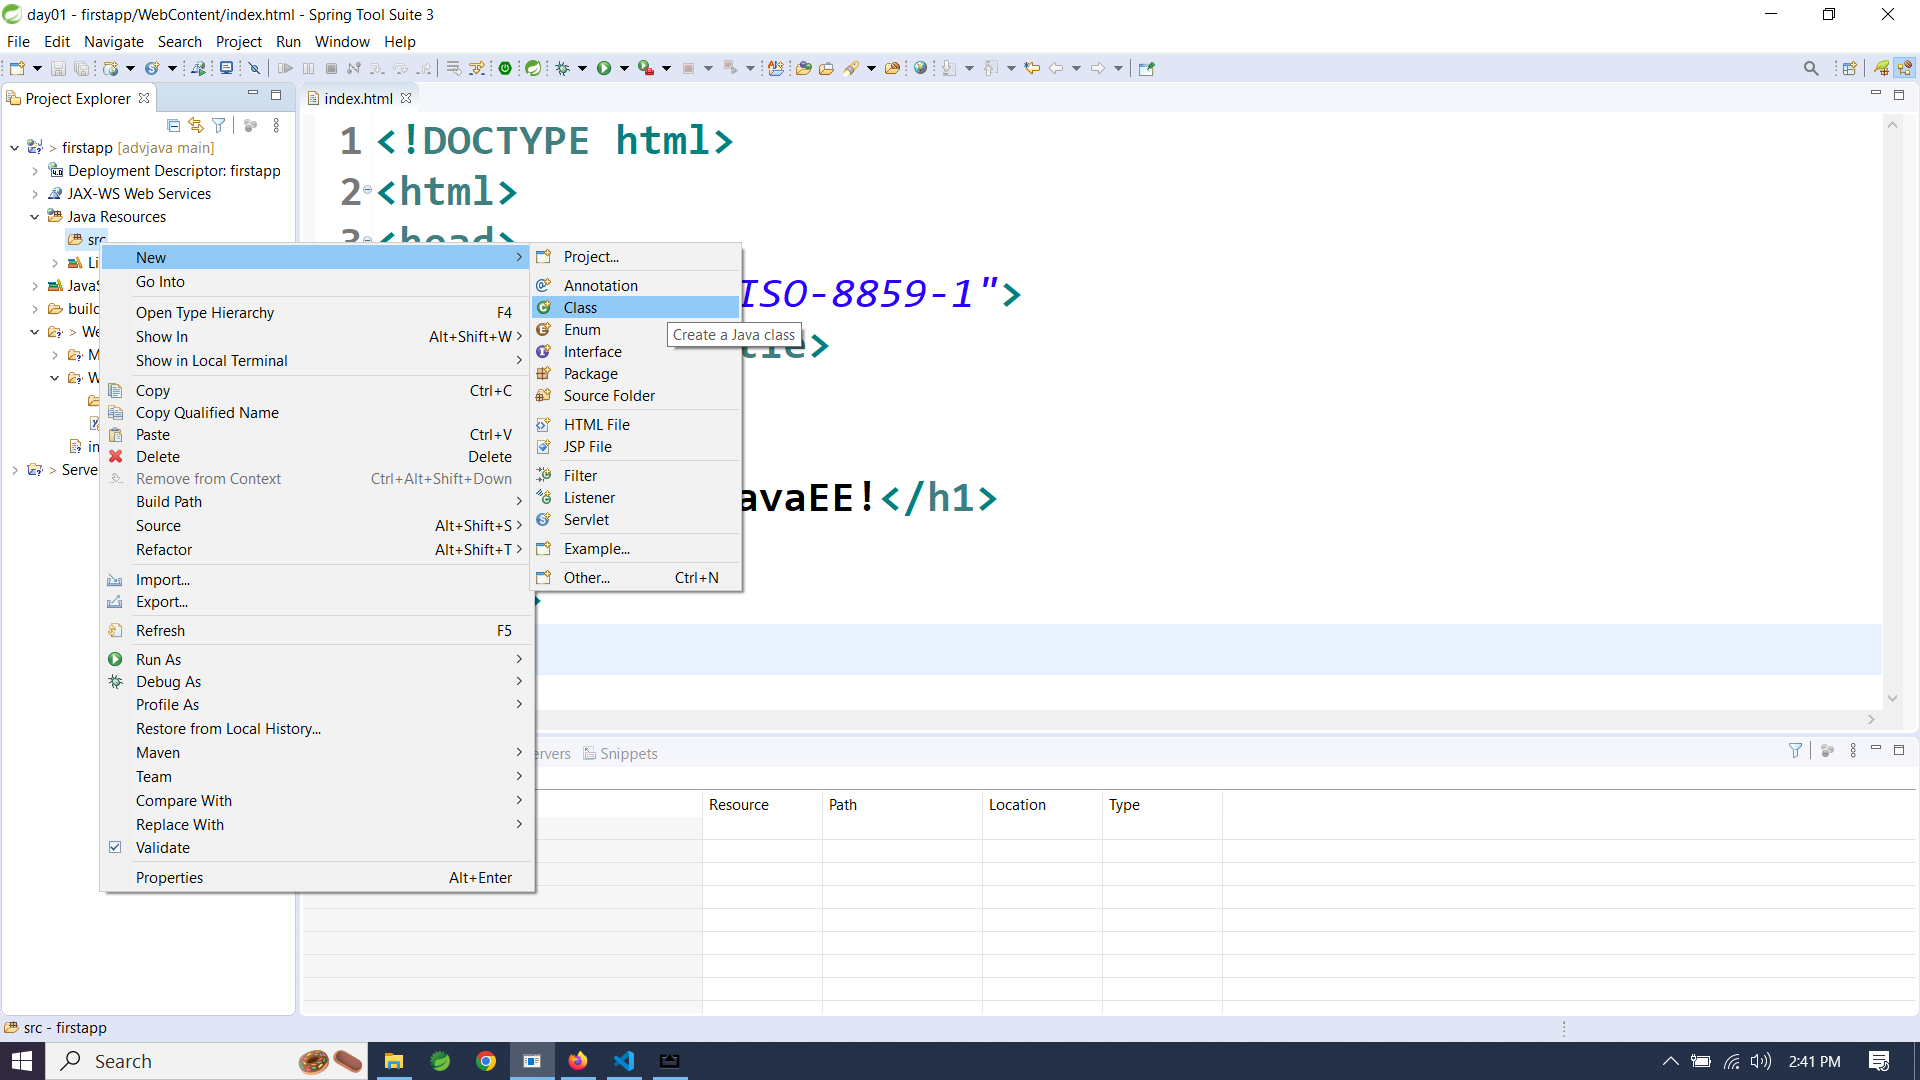 day01 - firstapp/WebContent/index.html - Spring Tool Suite 3
File Edit Navigate Search Project Run Window Help
Project Explorer
index.html
> firstapp [advjava main]
Deployment Descriptor: firstapp
JAX-WS Web Services
Java Resources
src
Li
JavaS
build
> We
M
W
in
> Serve
1 <!DOCTYPE html>
2 <html>
3 <head>
ISO-8859-1">
tle>
avaEE!</h1>
>
New
Go Into
Open Type Hierarchy F4
Show In Alt+Shift+W
Show in Local Terminal
Copy Ctrl+C
Copy Qualified Name
Paste Ctrl+V
Delete Delete
Remove from Context Ctrl+Alt+Shift+Down
Build Path
Source Alt+Shift+S
Refactor Alt+Shift+T
Import...
Export...
Refresh F5
Run As
Debug As
Profile As
Restore from Local History...
Maven
Team
Compare With
Replace With
Validate
Properties Alt+Enter
Project...
Annotation
Class
Enum
Interface
Package
Source Folder
HTML File
JSP File
Filter
Listener
Servlet
Example...
Other... Ctrl+N
Create a Java class
ervers Snippets
Resource Path Location Type
src - firstapp
Search
2:41 PM